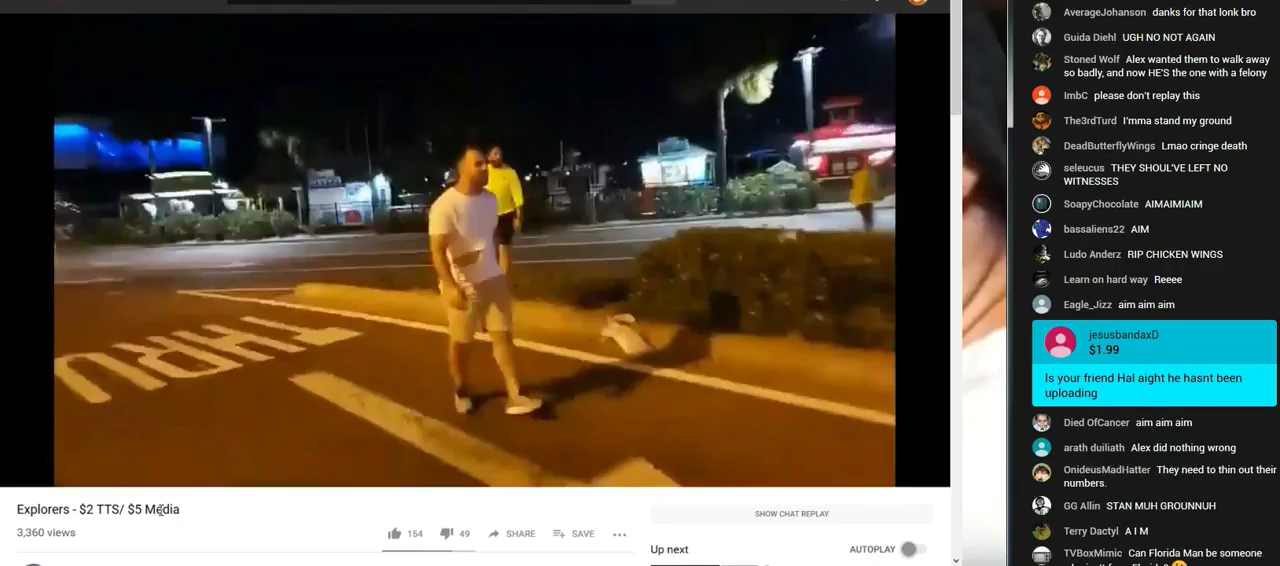 THRU
Explorers - $2 TTS/ $5 Media
3,360 views
154
49
SHARE
SAVE
SHOW CHAT REPLAY
Up next
AUTOPLAY
AverageJohanson danks for that lonk bro
Guida Diehl UGH NO NOT AGAIN
Stoned Wolf Alex wanted them to walk away
so badly, and now HE'S the one with a felony
ImbC please don't replay this
The3rdTurd I'mma stand my ground
DeadButterflyWings Lmao cringe death
seleucus THEY SHOUL'VE LEFT NO
WITNESSES
SoapyChocolate AIMAIMIAIM
bassaliens22 AIM
Ludo Anderz RIP CHICKEN WINGS
Learn on hard way Reeee
Eagle_Jizz aim aim aim
jesusbandaxD
$1.99
Is your friend Hal aight he hasnt been
uploading
Died OfCancer aim aim aim
arath duiliath Alex did nothing wrong
OnideusMadHatter They need to thin out their
numbers.
GG Allin STAN MUH GROUNNUH
Terry Dactyl A I M
TVBoxMimic Can Florida Man be someone